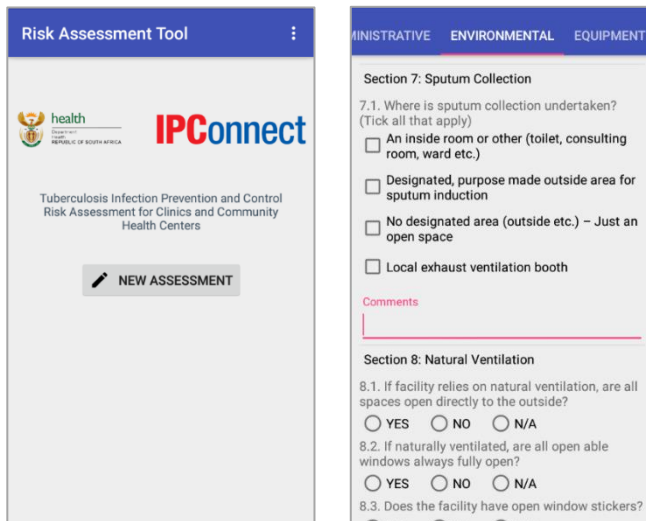 Risk Assessment Tool
health
Department:
Health
REPUBLIC OF SOUTH AFRICA
IPConnect
Tuberculosis Infection Prevention and Control
Risk Assessment for Clinics and Community
Health Centers
NEW ASSESSMENT
MINISTRATIVE ENVIRONMENTAL EQUIPMENT
Section 7: Sputum Collection
7.1. Where is sputum collection undertaken?
(Tick all that apply)
An inside room or other (toilet, consulting
room, ward etc.)
Designated, purpose made outside area for
sputum induction
No designated area (outside etc.) – Just an
open space
Local exhaust ventilation booth
Comments
Section 8: Natural Ventilation
8.1. If facility relies on natural ventilation, are all
spaces open directly to the outside?
YES NO N/A
8.2. If naturally ventilated, are all open able
windows always fully open?
YES NO N/A
8.3. Does the facility have open window stickers?